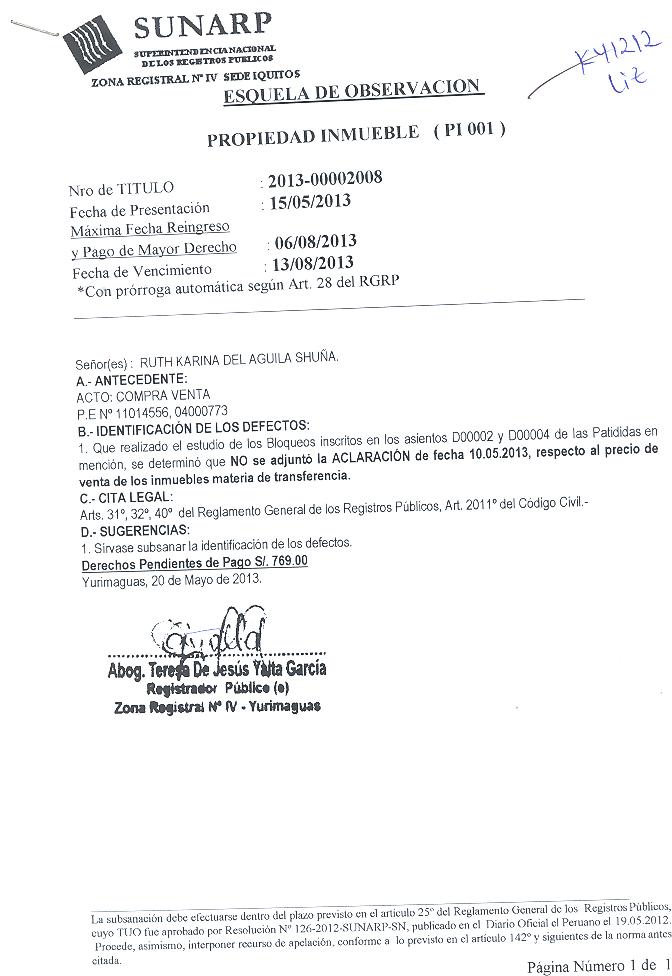 SUNARP
SUPERINTENDENCIA NACIONAL
DE LOS REGISTROS PUBLICOS
ZONA REGISTRAL Nº IV SEDE IQUITOS
K41212
Liz
ESQUELA DE OBSERVACION
PROPIEDAD INMUEBLE ( PI 001 )
Nro de TITULO : 2013-00002008
Fecha de Presentación : 15/05/2013
Máxima Fecha Reingreso
y Pago de Mayor Derecho : 06/08/2013
Fecha de Vencimiento : 13/08/2013
*Con prórroga automática según Art. 28 del RGRP
Señor(es) : RUTH KARINA DEL AGUILA SHUÑA.
A.- ANTECEDENTE:
ACTO: COMPRA VENTA
P.E Nº 11014556, 04000773
B.- IDENTIFICACIÓN DE LOS DEFECTOS:
1. Que realizado el estudio de los Bloqueos inscritos en los asientos D00002 y D00004 de las Patididas en
mención, se determinó que NO se adjuntó la ACLARACIÓN de fecha 10.05.2013, respecto al precio de
venta de los inmuebles materia de transferencia.
C.- CITA LEGAL:
Arts. 31º, 32º, 40º del Reglamento General de los Registros Públicos, Art. 2011º del Código Civil.-
D.- SUGERENCIAS:
1. Sírvase subsanar la identificación de los defectos.
Derechos Pendientes de Pago S/. 769.00
Yurimaguas, 20 de Mayo de 2013.
Abog. Teresa De Jesús Yalta García
Registrador Público (e)
Zona Registral Nº IV - Yurimaguas
La subsanación debe efectuarse dentro del plazo previsto en el artículo 25º del Reglamento General de los Registros Públicos,
cuyo TUO fue aprobado por Resolución Nº 126-2012-SUNARP-SN, publicado en el Diario Oficial el Peruano el 19.05.2012.
Procede, asimismo, interponer recurso de apelación, conforme a lo previsto en el artículo 142º y siguientes de la norma antes
citada.
Página Número 1 de 1